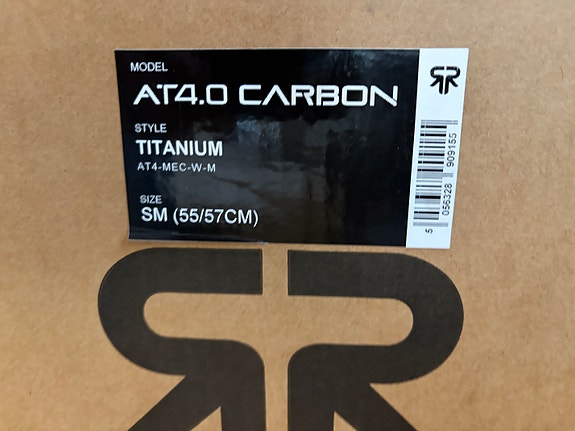 MODEL
AT4.0 CARBON
STYLE
TITANIUM
AT4-MEC-W-M
SIZE
SM (55/57CM)
5 056328 909155